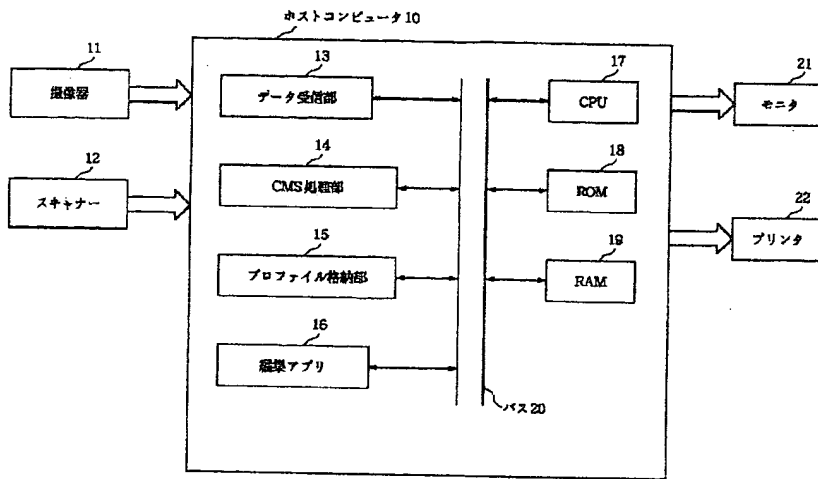 ホストコンピュータ10
11
撮像器
12
スキャナー
13
データ受信部
14
CMS処理部
15
プロファイル格納部
16
編集アプリ
17
CPU
18
ROM
19
RAM
バス20
21
モニタ
22
プリンタ